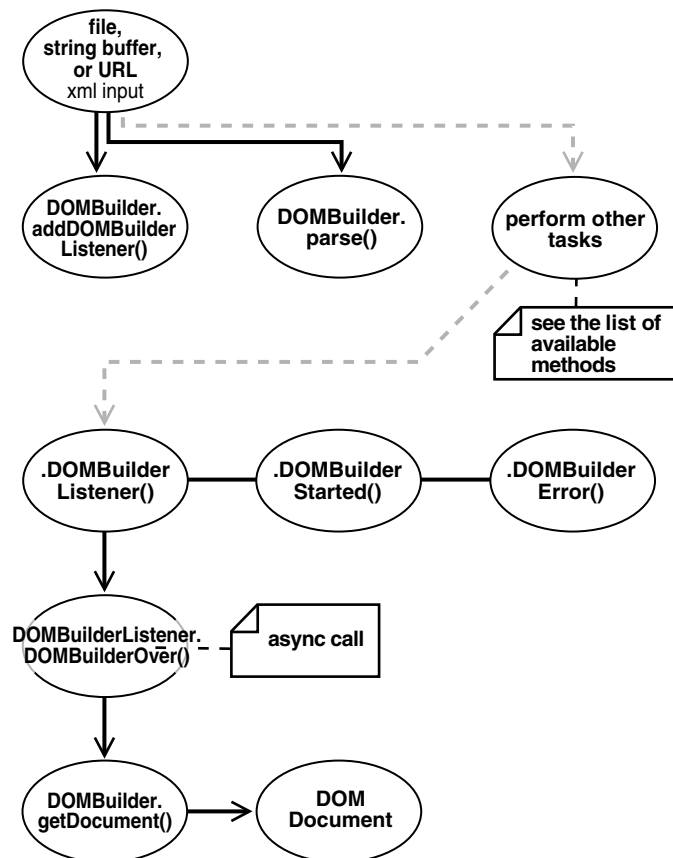 file,
string buffer,
or URL
xml input
DOMBuilder.
addDOMBuilder
Listener()
DOMBuilder.
parse()
perform other
tasks
see the list of
available
methods
.DOMBuilder
Listener()
.DOMBuilder
Started()
.DOMBuilder
Error()
DOMBuilderListener.
DOMBuilderOver()
async call
DOMBuilder.
getDocument()
DOM
Document